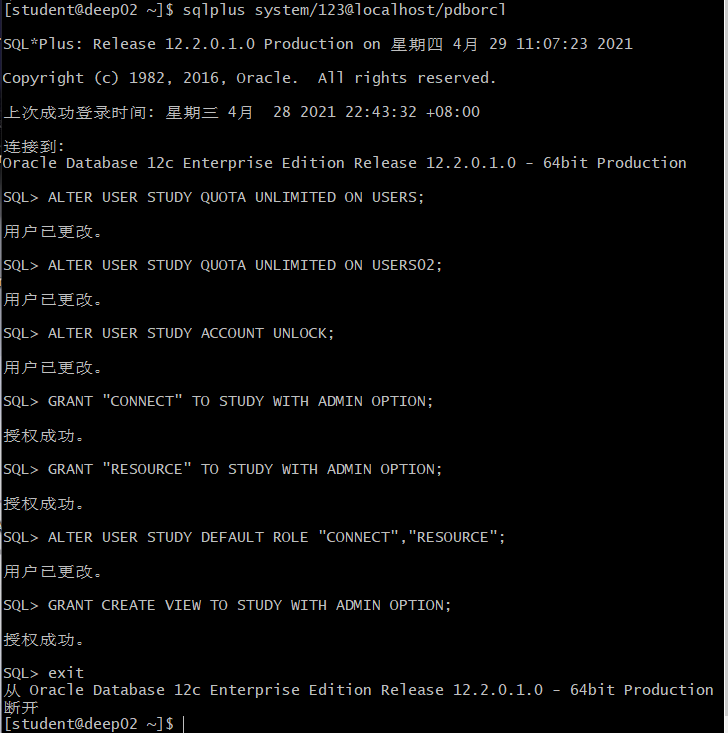 [student@deep02 ~]$ sqlplus system/123@localhost/pdborcl
SQL*Plus: Release 12.2.0.1.0 Production on 星期四 4月 29 11:07:23 2021
Copyright (c) 1982, 2016, Oracle.  All rights reserved.
上次成功登录时间: 星期三 4月  28 2021 22:43:32 +08:00
连接到:
Oracle Database 12c Enterprise Edition Release 12.2.0.1.0 - 64bit Production
SQL> ALTER USER STUDY QUOTA UNLIMITED ON USERS;
用户已更改。
SQL> ALTER USER STUDY QUOTA UNLIMITED ON USERS02;
用户已更改。
SQL> ALTER USER STUDY ACCOUNT UNLOCK;
用户已更改。
SQL> GRANT "CONNECT" TO STUDY WITH ADMIN OPTION;
授权成功。
SQL> GRANT "RESOURCE" TO STUDY WITH ADMIN OPTION;
授权成功。
SQL> ALTER USER STUDY DEFAULT ROLE "CONNECT","RESOURCE";
用户已更改。
SQL> GRANT CREATE VIEW TO STUDY WITH ADMIN OPTION;
授权成功。
SQL> exit
从 Oracle Database 12c Enterprise Edition Release 12.2.0.1.0 - 64bit Production
断开
[student@deep02 ~]$